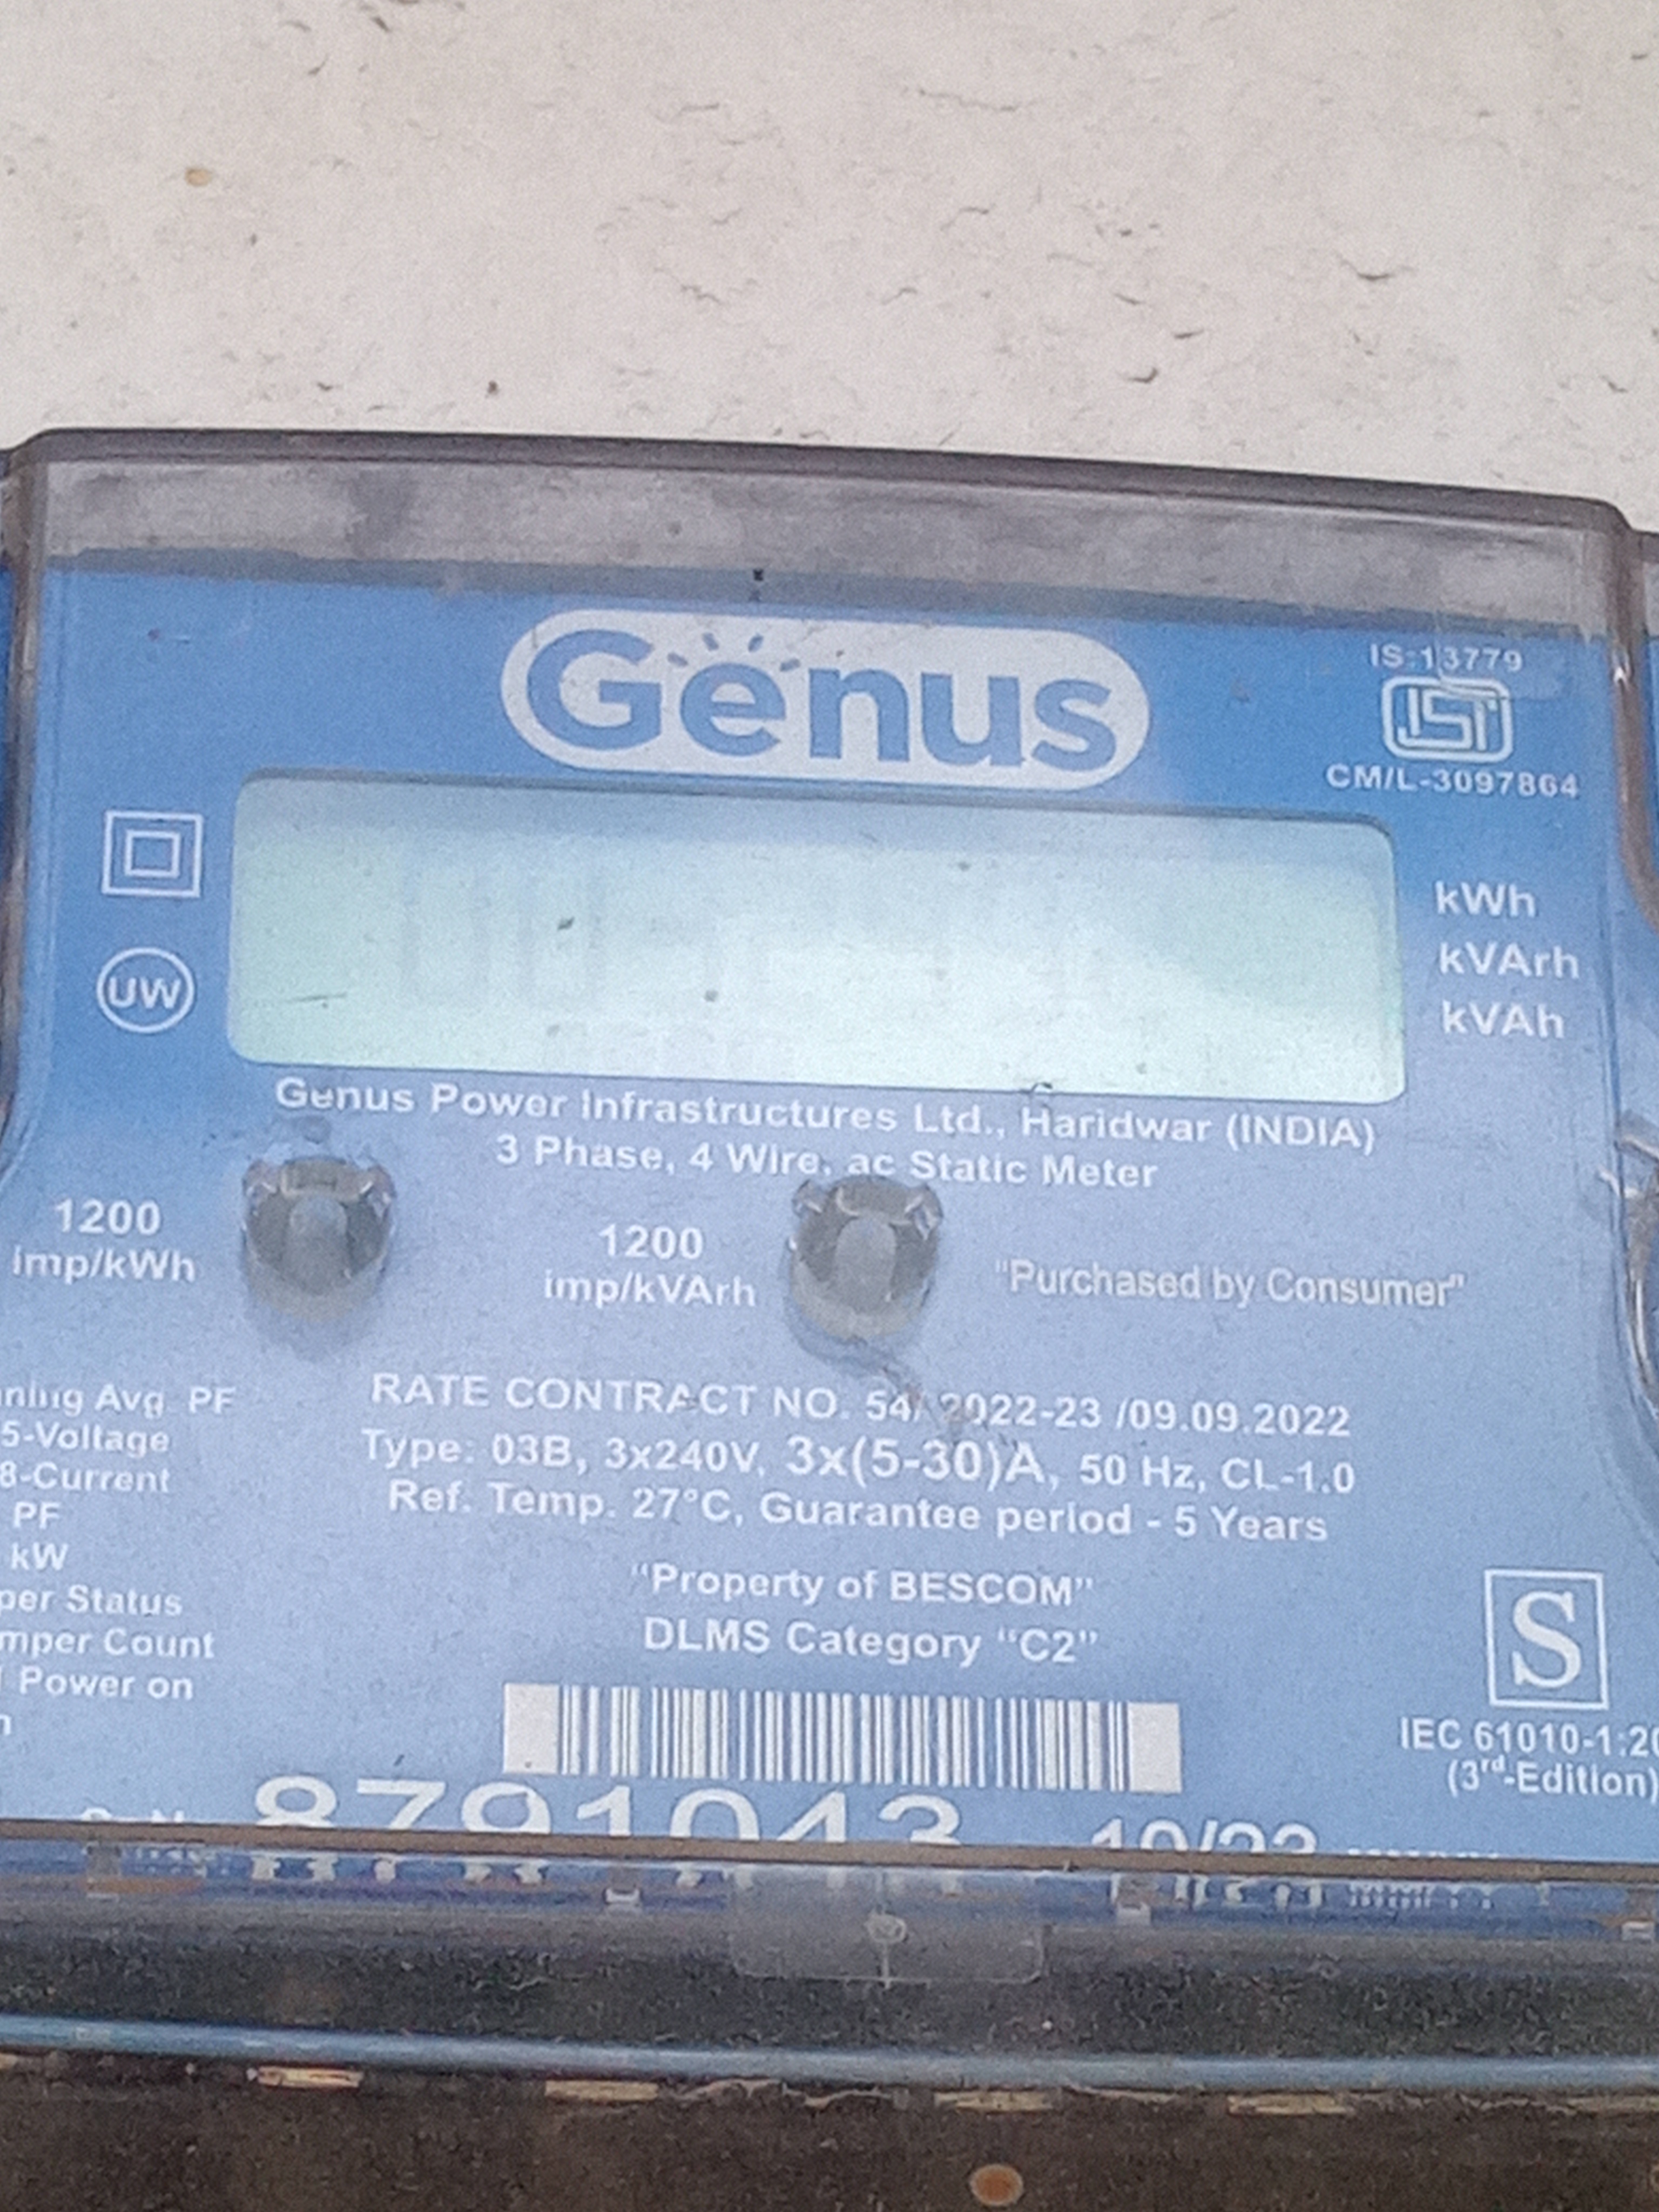 Genus
IS:13779
ISI
CM/L-3097864
kWh
kVArh
kVAh
UW
Genus Power Infrastructures Ltd., Haridwar (INDIA)
3 Phase, 4 Wire, ac Static Meter
1200
imp/kWh
1200
imp/kVArh
"Purchased by Consumer"
RATE CONTRACT NO. 54/ 2022-23 /09.09.2022
Type: 03B, 3x240V, 3x(5-30)A, 50 Hz, CL-1.0
Ref. Temp. 27°C, Guarantee period - 5 Years
"Property of BESCOM"
DLMS Category "C2"
Avg. PF
5-Voltage
8-Current
PF
kW
Status
Count
Power on
S
IEC 61010-1:20
(3rd-Edition)
8791043